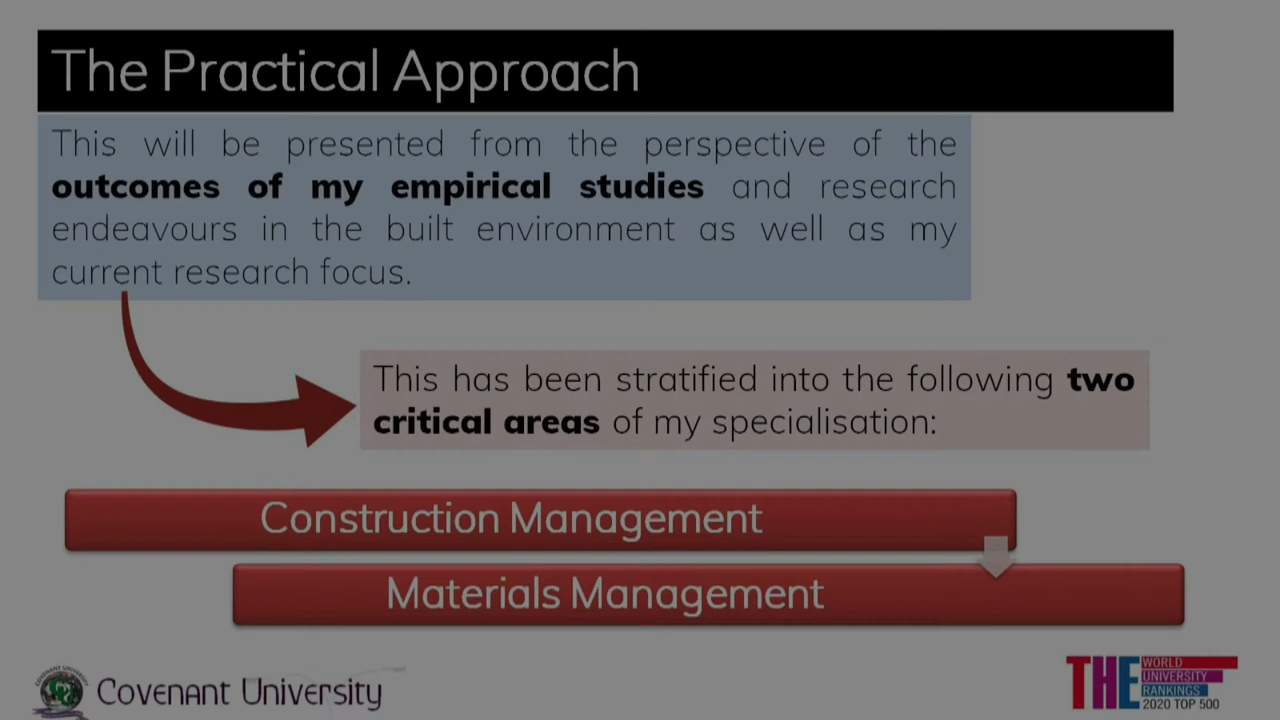 The Practical Approach
This will be presented from the perspective of the
outcomes of my empirical studies and research
endeavours in the built environment as well as my
current research focus.
This has been stratified into the following two
critical areas of my specialisation:
Construction Management
Materials Management
Covenant University
THE WORLD
UNIVERSITY
RANKINGS
2020 TOP 500